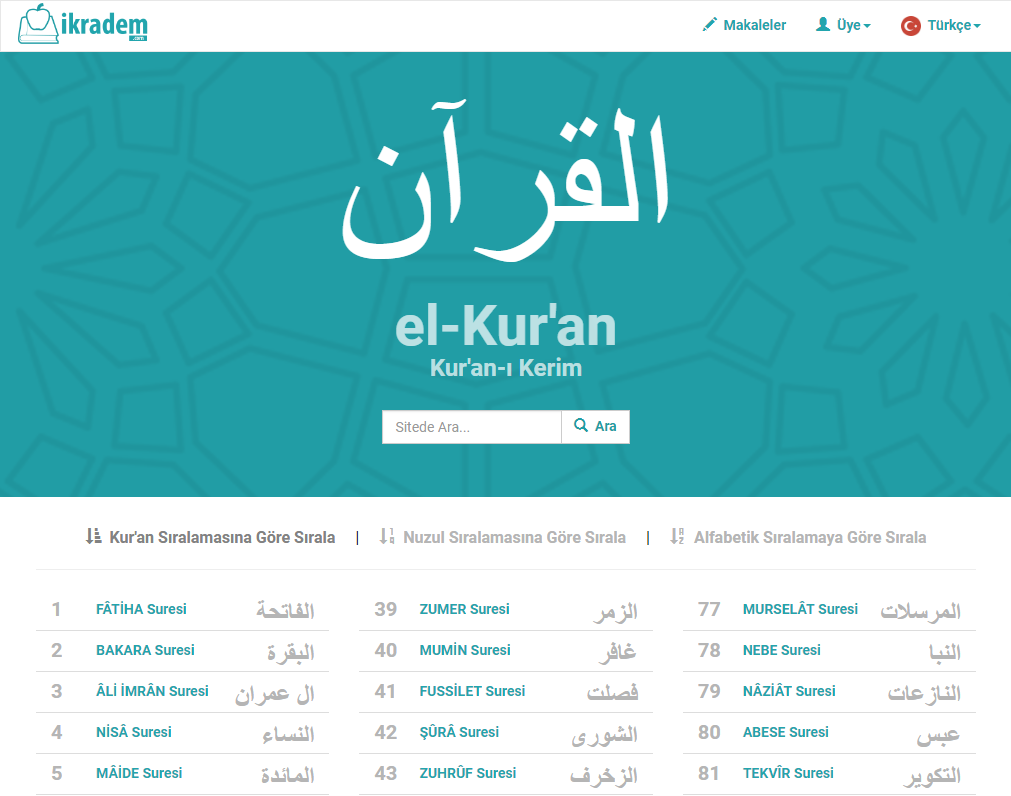 ikradem
.com
Makaleler Üye Türkçe
القرآن
el-Kur'an
Kur'an-ı Kerim
Sitede Ara... Ara
Kur'an Sıralamasına Göre Sırala | Nuzul Sıralamasına Göre Sırala | Alfabetik Sıralamaya Göre Sırala
1 FÂTİHA Suresi الفاتحة
2 BAKARA Suresi البقرة
3 ÂLİ İMRÂN Suresi ال عمران
4 NİSÂ Suresi النساء
5 MÂİDE Suresi المائدة
39 ZUMER Suresi الزمر
40 MUMİN Suresi غافر
41 FUSSİLET Suresi فصلت
42 ŞÛRÂ Suresi الشورى
43 ZUHRÛF Suresi الزخرف
77 MURSELÂT Suresi المرسلات
78 NEBE Suresi النبا
79 NÂZİÂT Suresi النازعات
80 ABESE Suresi عبس
81 TEKVÎR Suresi التكوير